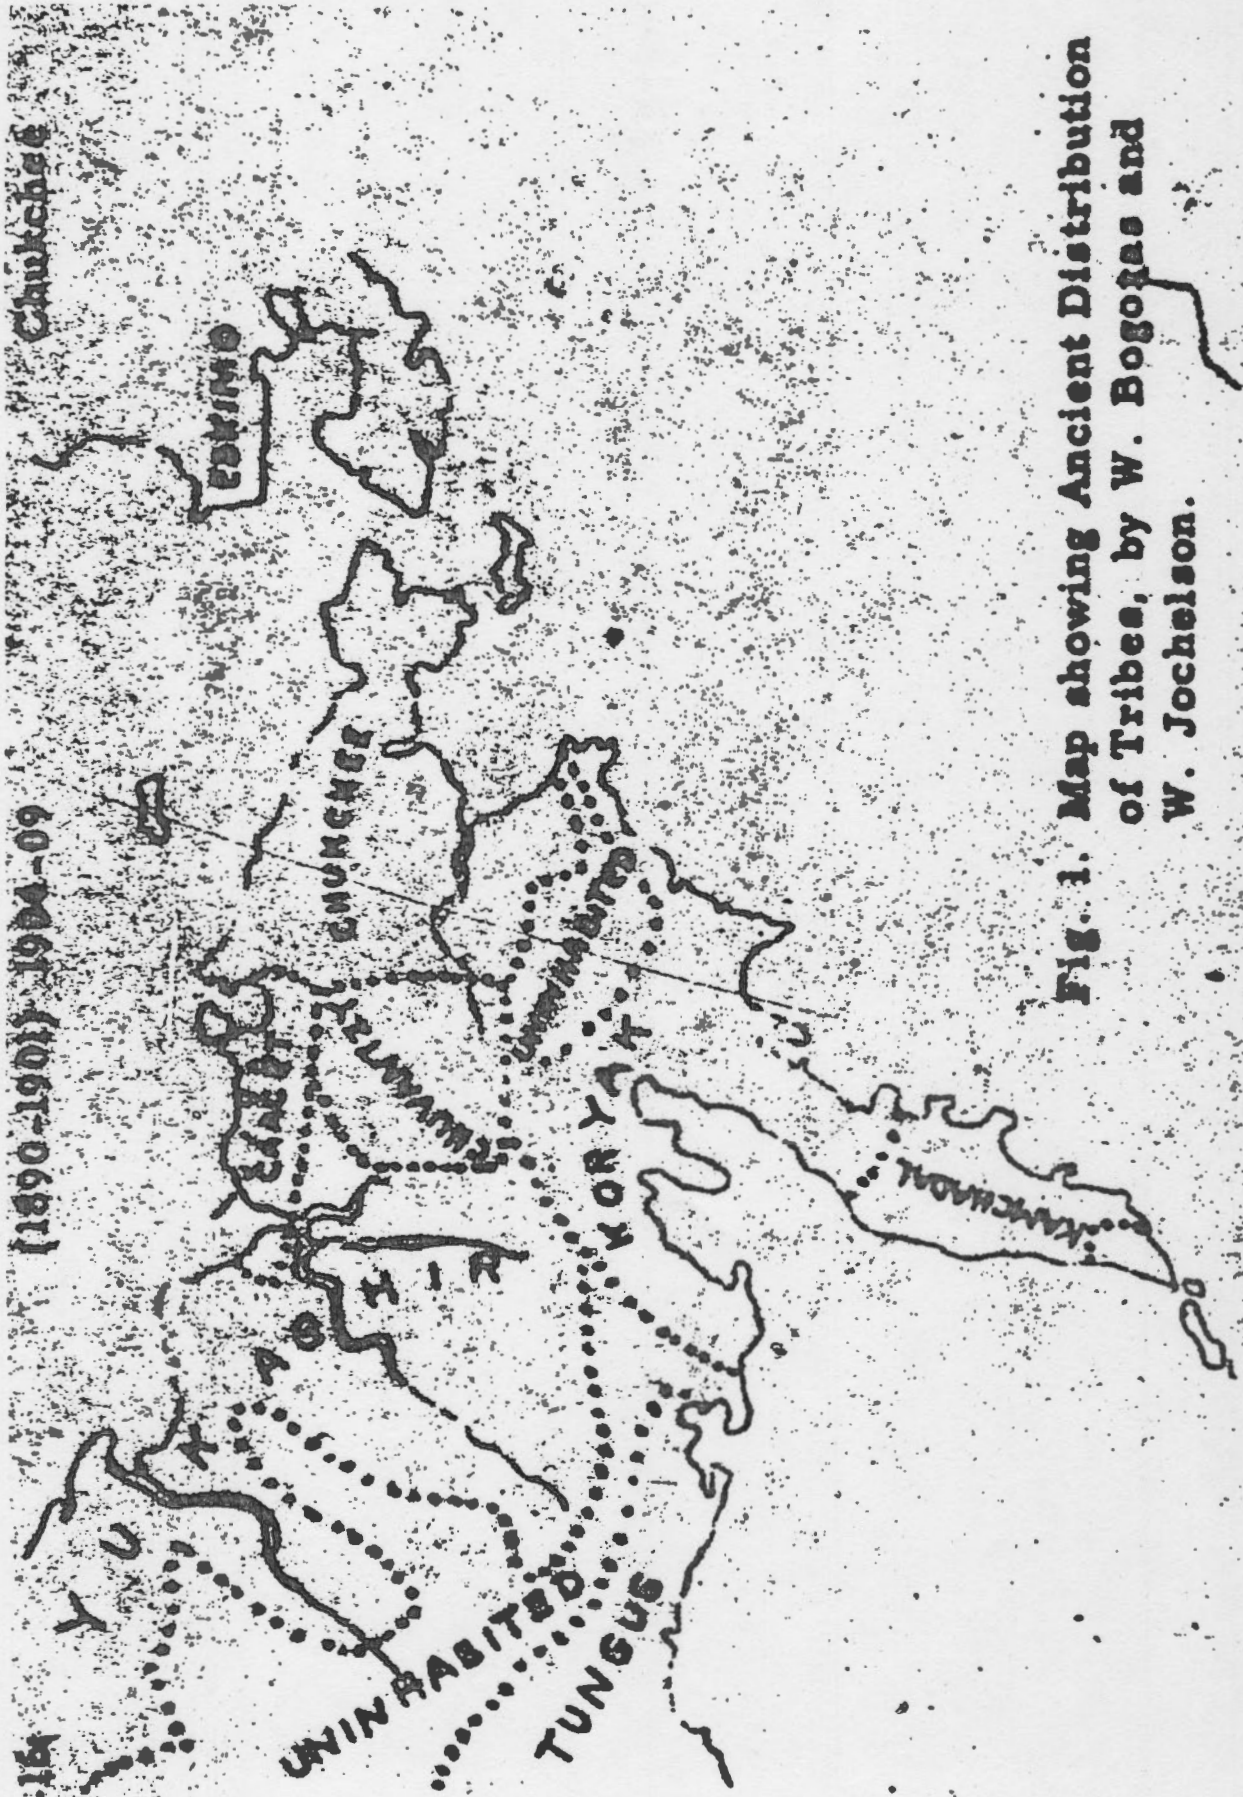 16
(1890-1901) 1904-09
Chukchee
ESKIMO
CHUKCHEE
YUKAGHIR
UNINHABITED
KORYAK
UNINHABITED
TUNGUS
KAMCHADAL
Fig. 1. Map showing Ancient Distribution
of Tribes, by W. Bogoras and
W. Jochelson.